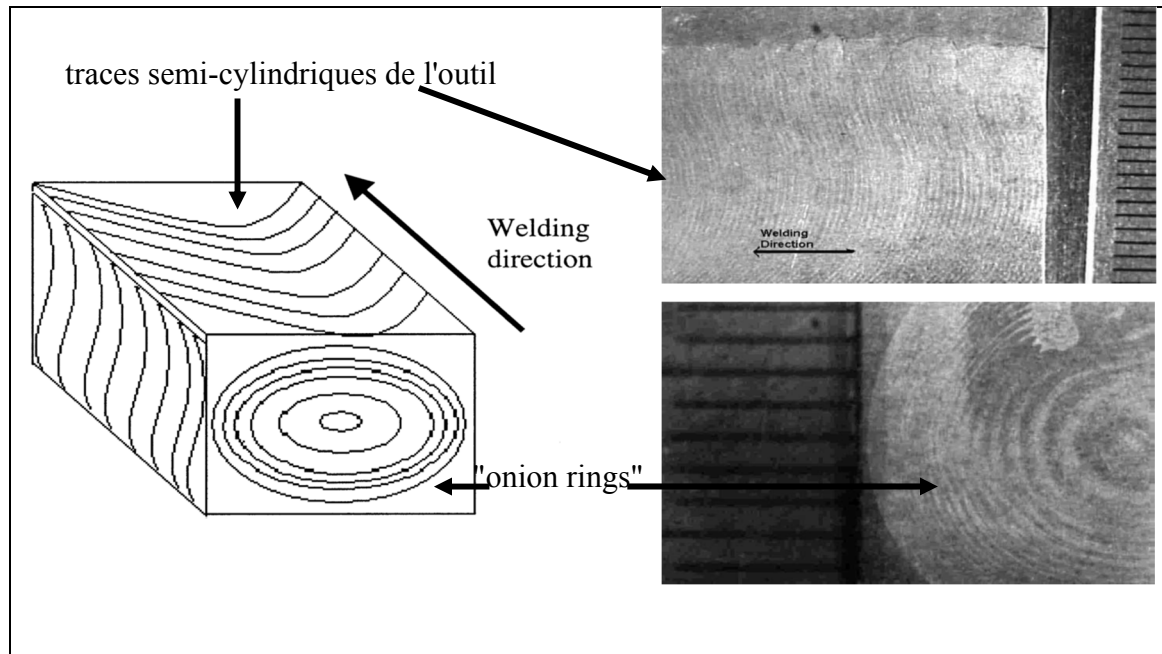 traces semi-cylindriques de l'outil
Welding
direction
Welding
Direction
"onion rings"